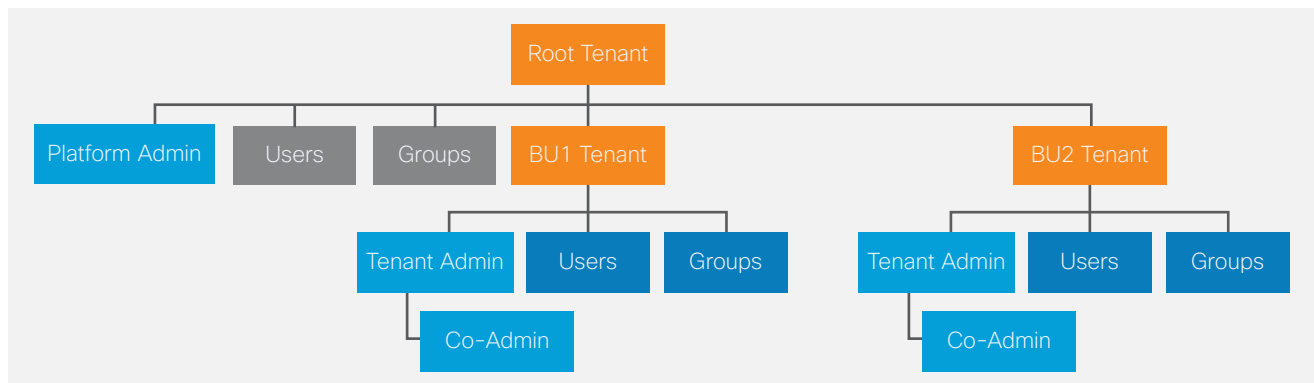 Root Tenant
Platform Admin
Users
Groups
BU1 Tenant
BU2 Tenant
Tenant Admin
Users
Groups
Tenant Admin
Users
Groups
Co-Admin
Co-Admin